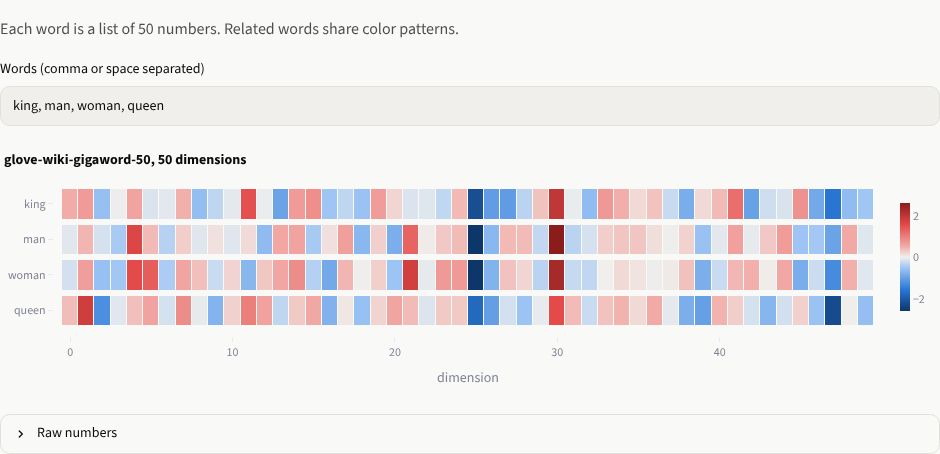 Each word is a list of 50 numbers. Related words share color patterns.
Words (comma or space separated)
king, man, woman, queen
glove-wiki-gigaword-50, 50 dimensions
king
man
woman
queen
2
0
−2
0 10 20 30 40
dimension
Raw numbers